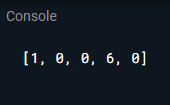 Console
[1, 0, 0, 6, 0]